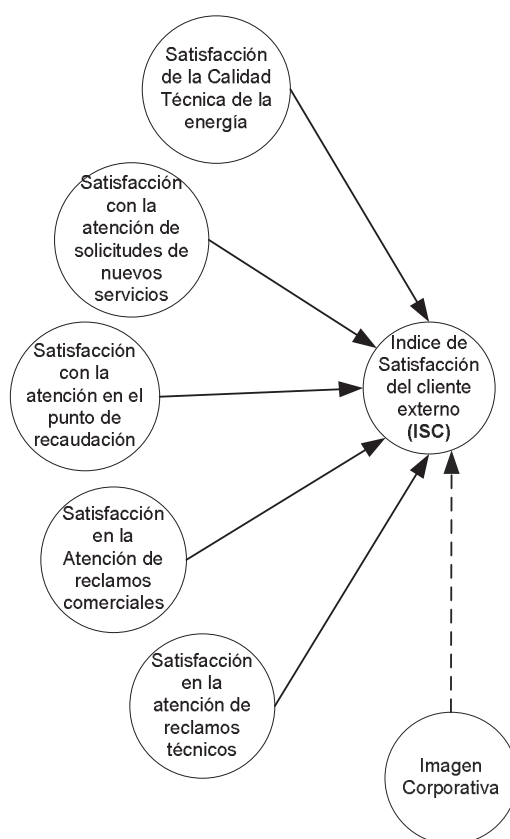 Satisfacción
de la Calidad
Técnica de la
energía
Satisfacción
con la
atención de
solicitudes de
nuevos
servicios
Satisfacción
con la
atención en el
punto de
recaudación
Indice de
Satisfacción
del cliente
externo
(ISC)
Satisfacción
en la
Atención de
reclamos
comerciales
Satisfacción
en la
atención de
reclamos
técnicos
Imagen
Corporativa